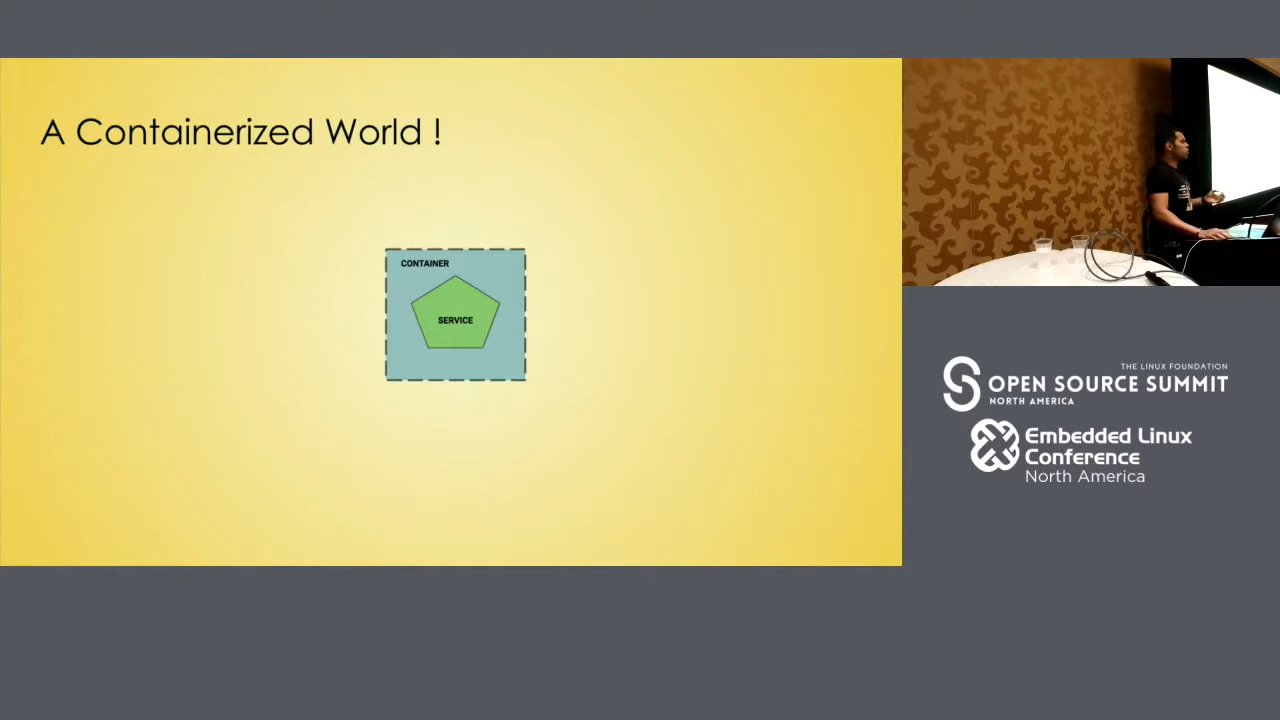 A Containerized World !
CONTAINER
SERVICE
THE LINUX FOUNDATION
OPEN SOURCE SUMMIT
NORTH AMERICA
Embedded Linux
Conference
North America